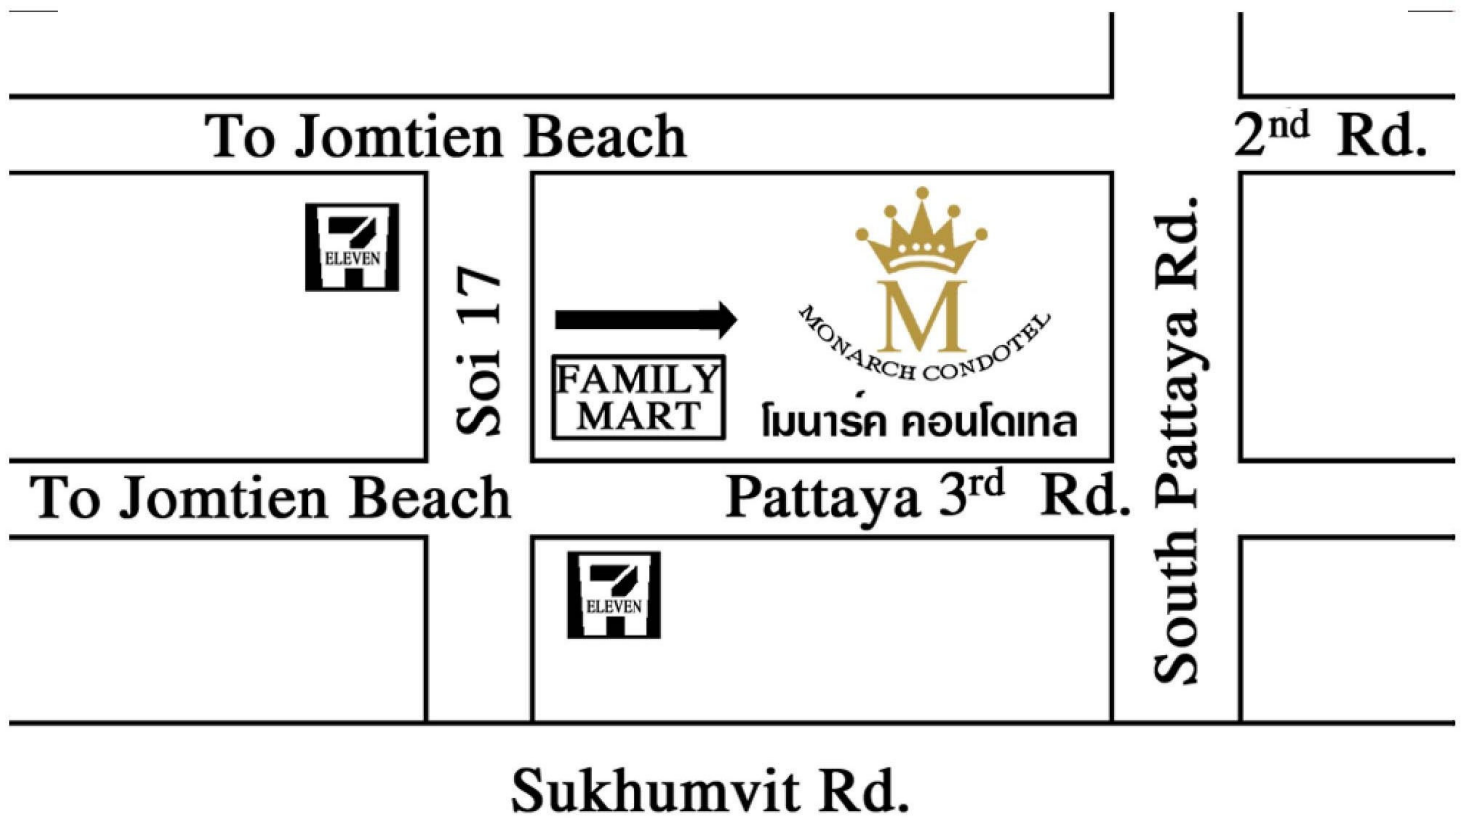 To Jomtien Beach
2nd Rd.
7
ELEVEN
Soi 17
FAMILY
MART
M
MONARCH CONDOTEL
โมนาร์ค คอนโดเทล
South Pattaya Rd.
To Jomtien Beach
Pattaya 3rd Rd.
7
ELEVEN
Sukhumvit Rd.